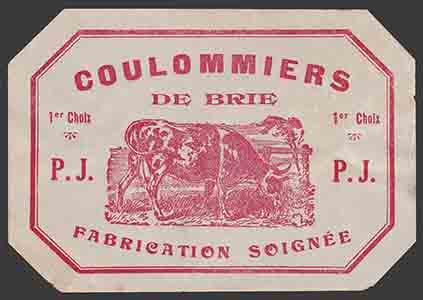 COULOMMIERS
DE BRIE
1er Choix
1er Choix
P.J.
P.J.
FABRICATION SOIGNÉE